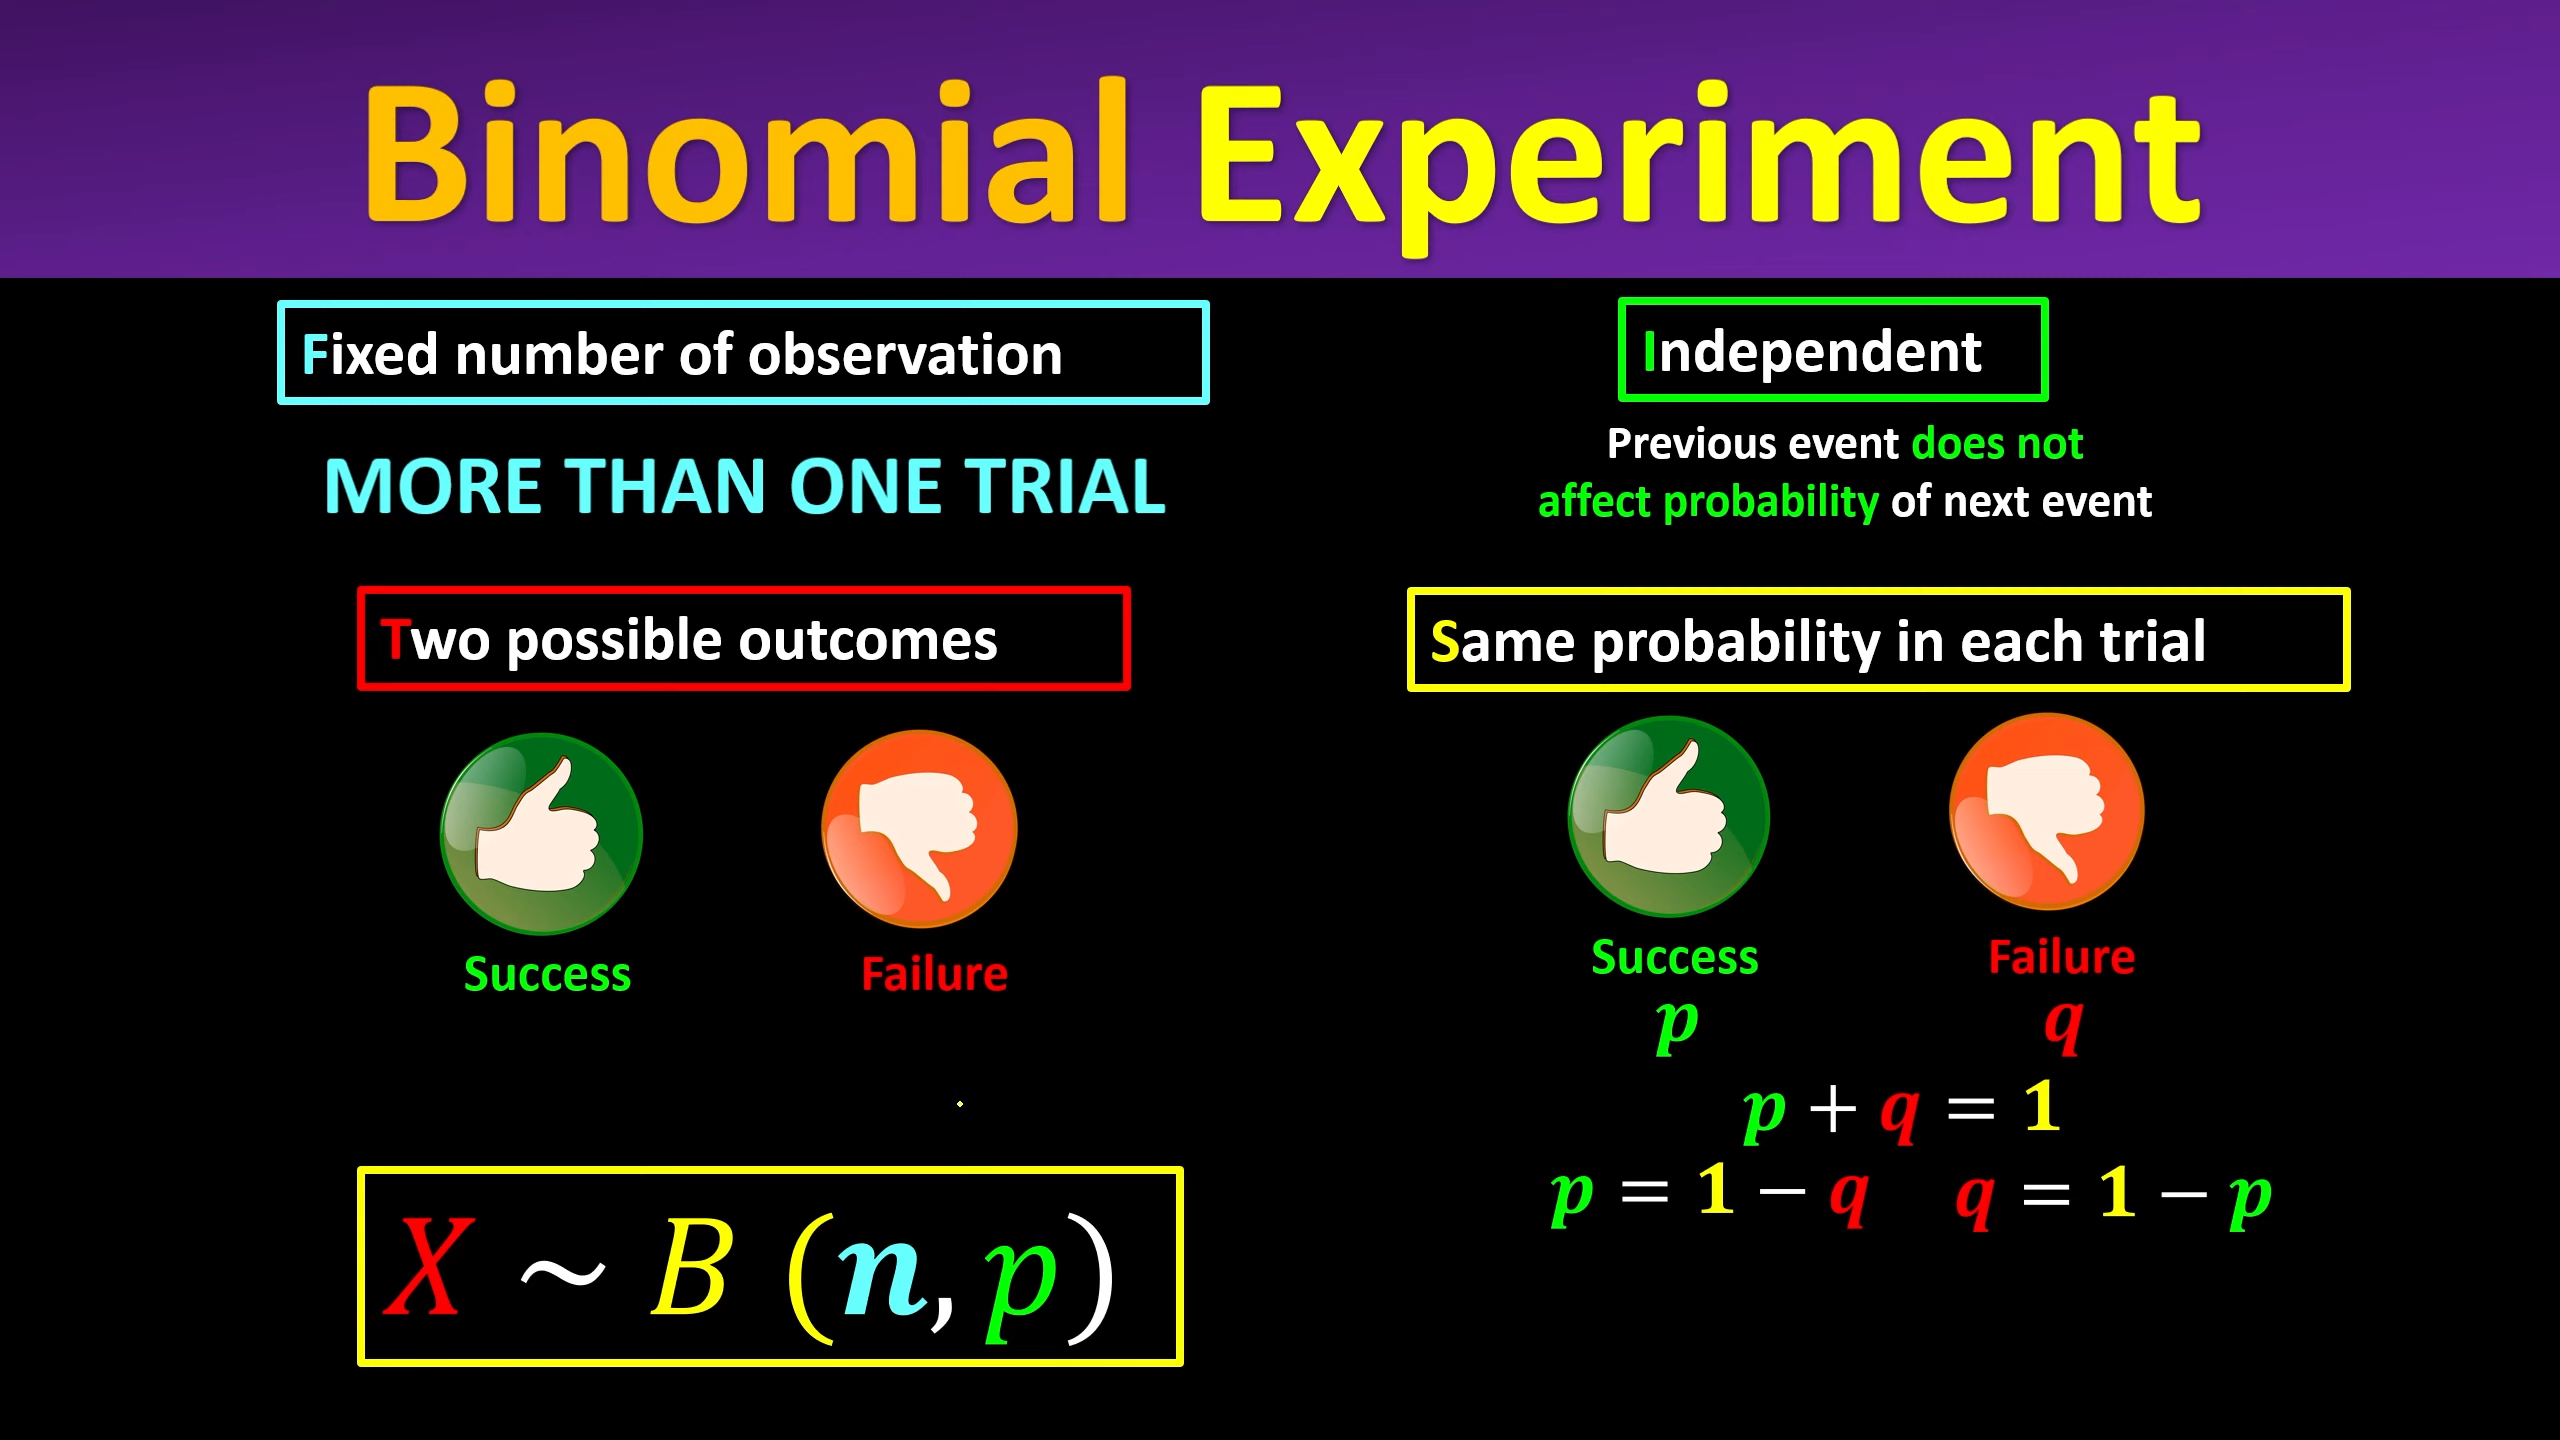 Binomial Experiment
Fixed number of observation
MORE THAN ONE TRIAL
Independent
Previous event does not
affect probability of next event
Two possible outcomes
Success
Failure
Same probability in each trial
Success
Failure
p
q
p + q = 1
p = 1 − q
q = 1 − p
X ~ B (n, p)